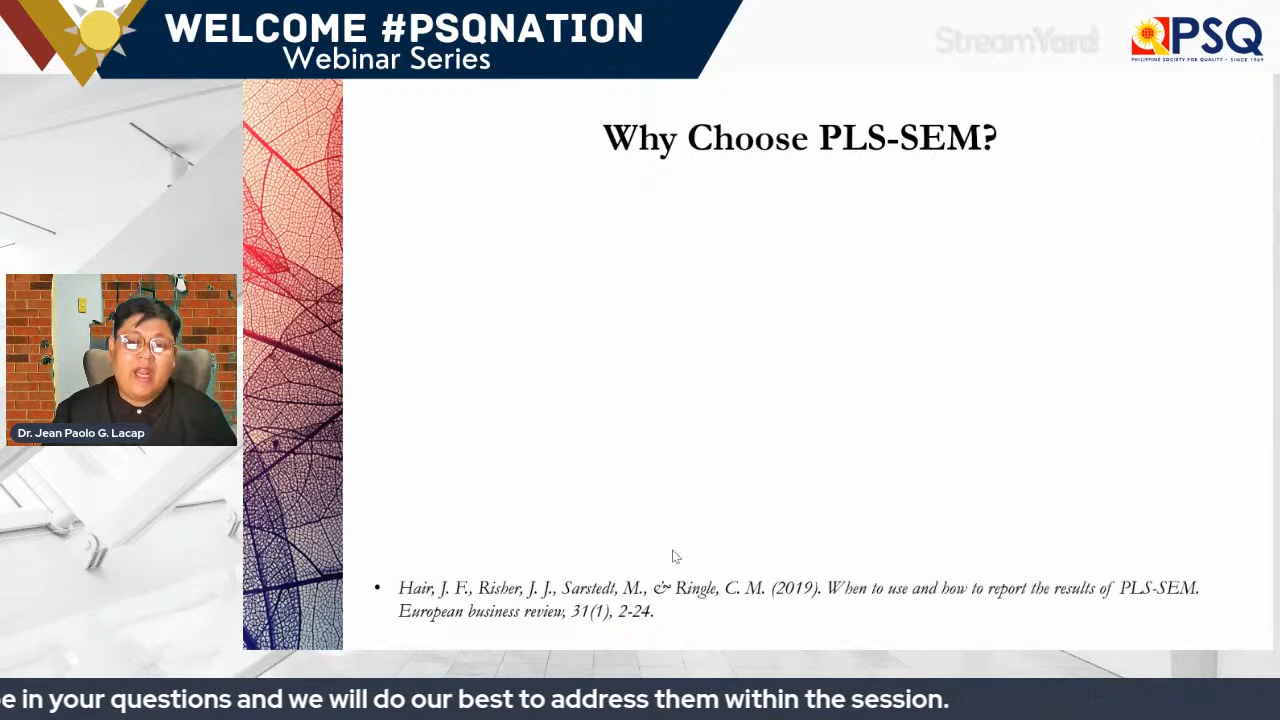 WELCOME #PSQNATION
Webinar Series
StreamYard
PSQ
PHILIPPINE SOCIETY FOR QUALITY • SINCE 1969
Why Choose PLS-SEM?
Dr. Jean Paolo G. Lacap
• Hair, J. F., Risher, J. J., Sarstedt, M., & Ringle, C. M. (2019). When to use and how to report the results of PLS-SEM.
European business review, 31(1), 2-24.
in your questions and we will do our best to address them within the session.